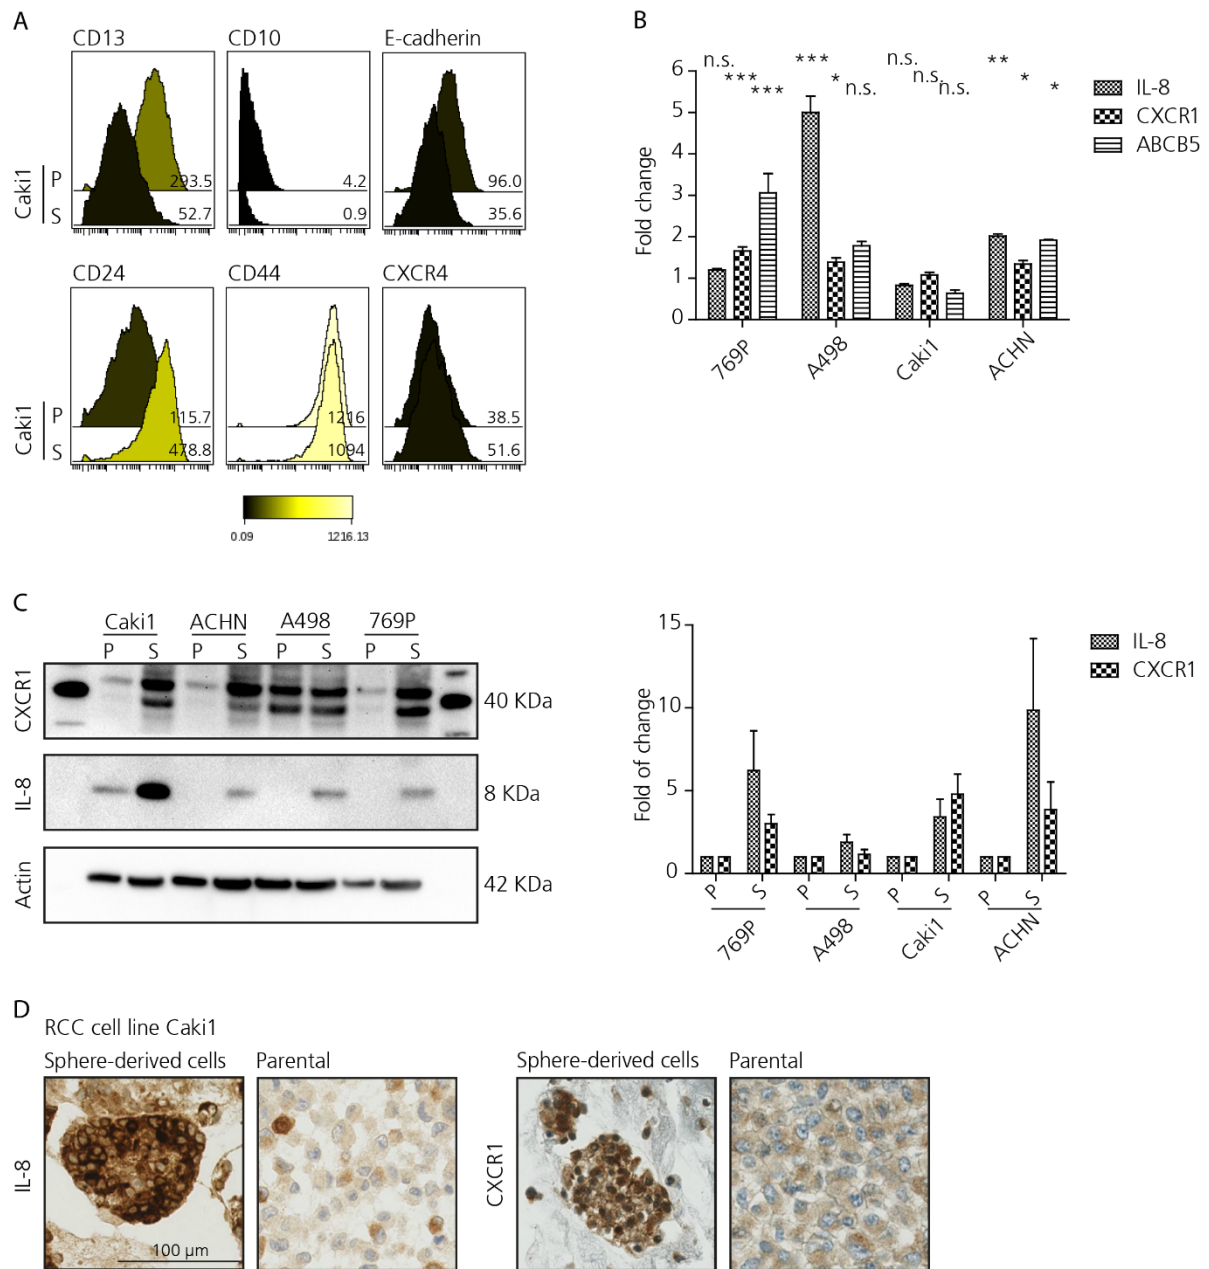 A
CD13
CD10
E-cadherin
Caki1
P
S
293.5
52.7
4.2
0.9
96.0
35.6
CD24
CD44
CXCR4
Caki1
P
S
115.7
478.8
1216
1094
38.5
51.6
0.09
1216.13
B
Fold change
6
5
4
3
2
1
0
n.s.
***
***
***
*
n.s.
n.s.
n.s.
n.s.
**
*
*
769P
A498
Caki1
ACHN
IL-8
CXCR1
ABCB5
C
Caki1
ACHN
A498
769P
P
S
P
S
P
S
P
S
CXCR1
40 KDa
IL-8
8 KDa
Actin
42 KDa
Fold of change
15
10
5
0
P
S
P
S
P
S
P
S
769P
A498
Caki1
ACHN
IL-8
CXCR1
D
RCC cell line Caki1
Sphere-derived cells
Parental
Sphere-derived cells
Parental
IL-8
100 µm
CXCR1